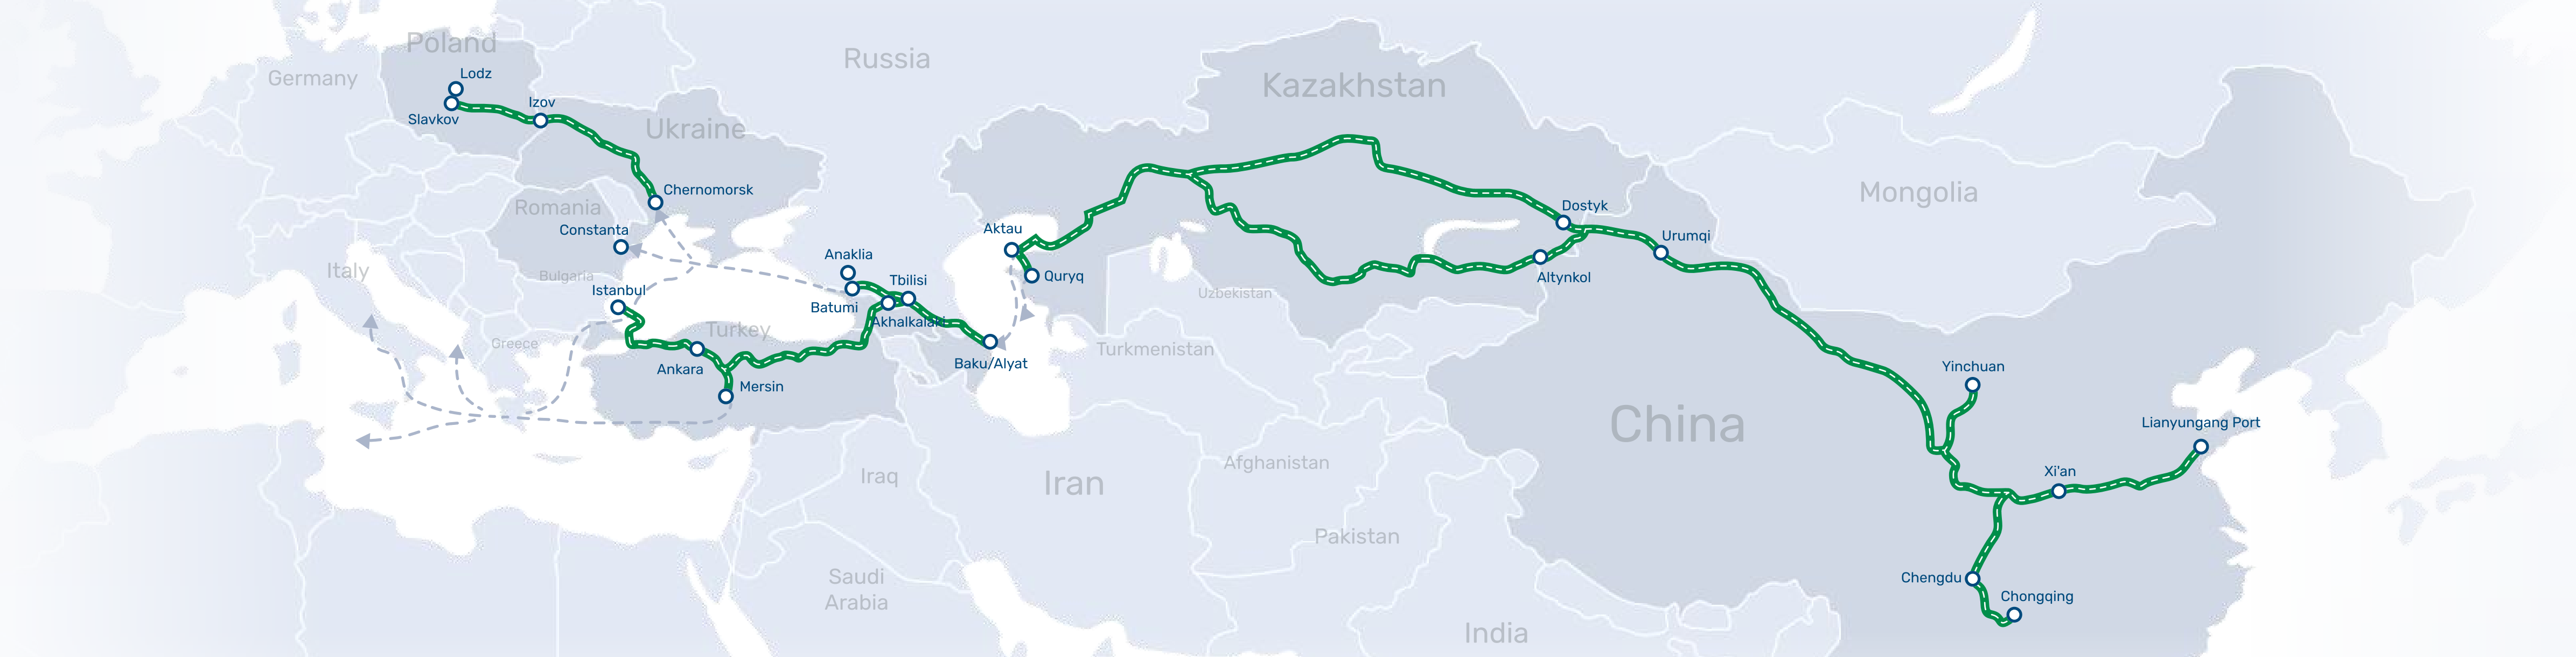 Poland
Germany
Lodz
Slavkov
Izov
Ukraine
Russia
Kazakhstan
Mongolia
Chernomorsk
Romania
Constanta
Bulgaria
Italy
Istanbul
Greece
Turkey
Ankara
Mersin
Anaklia
Batumi
Tbilisi
Akhalkalaki
Baku/Alyat
Aktau
Quryq
Uzbekistan
Turkmenistan
Dostyk
Altynkol
Urumqi
China
Yinchuan
Lianyungang Port
Xi'an
Chengdu
Chongqing
Iraq
Iran
Afghanistan
Pakistan
Saudi
Arabia
India